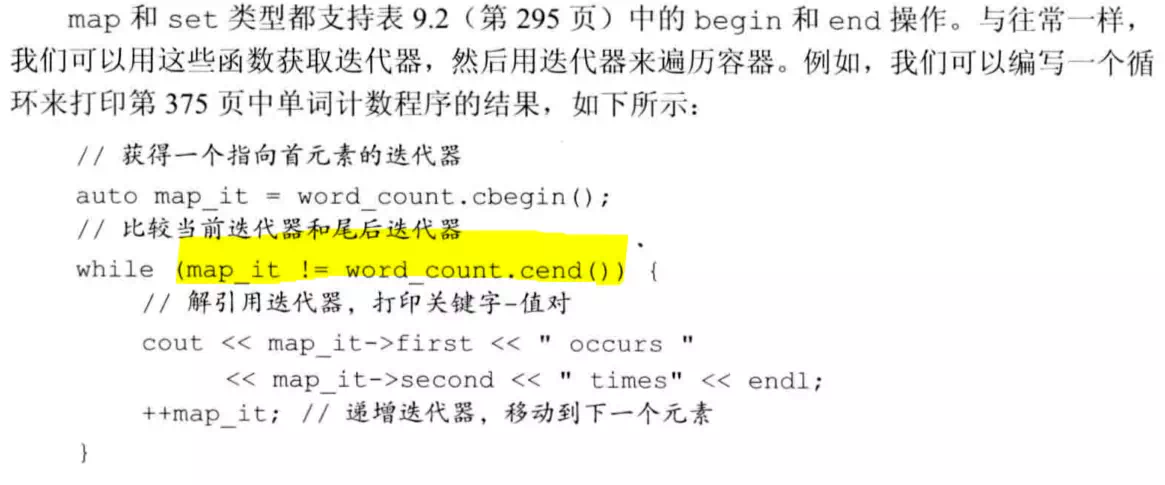 map 和 set 类型都支持表 9.2（第 295 页）中的 begin 和 end 操作。与往常一样，
我们可以用这些函数获取迭代器，然后用迭代器来遍历容器。例如，我们可以编写一个循
环来打印第 375 页中单词计数程序的结果，如下所示：
// 获得一个指向首元素的迭代器
auto map_it = word_count.cbegin();
// 比较当前迭代器和尾后迭代器
while (map_it != word_count.cend()) {
// 解引用迭代器，打印关键字-值对
cout << map_it->first << " occurs "
<< map_it->second << " times" << endl;
++map_it; // 递增迭代器，移动到下一个元素
}